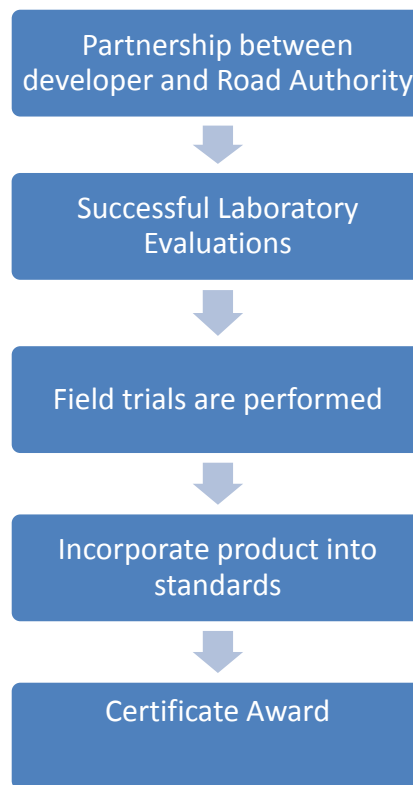 Partnership between
developer and Road Authority
Successful Laboratory
Evaluations
Field trials are performed
Incorporate product into
standards
Certificate Award